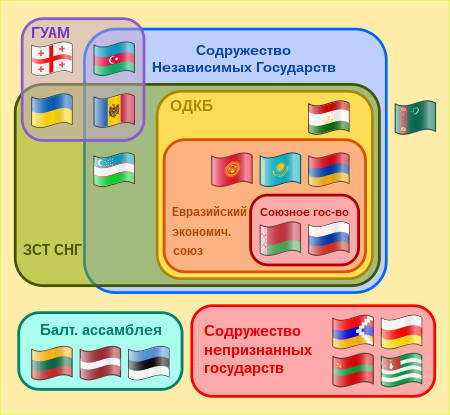 ГУАМ
Содружество
Независимых Государств
ОДКБ
Евразийский
экономич.
союз
Союзное гос-во
ЗСТ СНГ
Балт. ассамблея
Содружество
непризнанных
государств